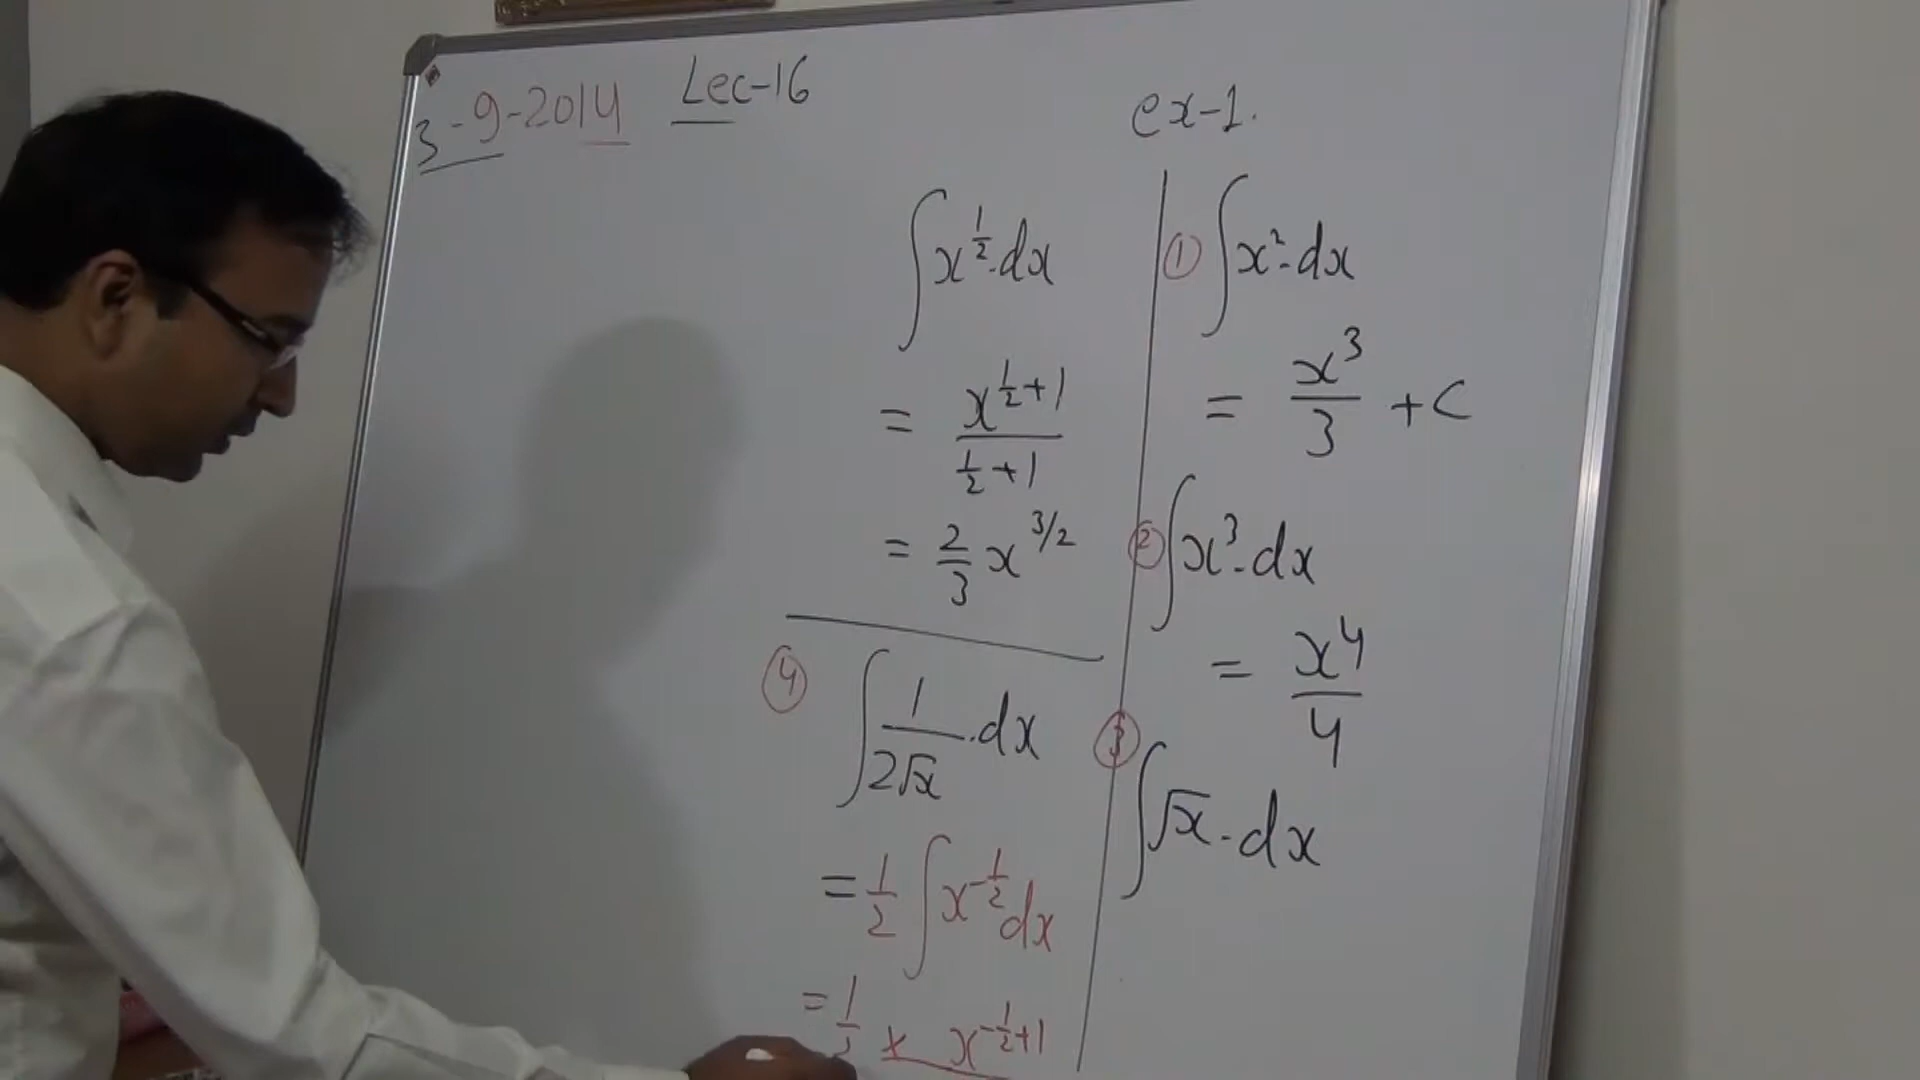 3-9-2014 Lec-16
ex-1.
① ∫x²·dx
= x³/3 + C
② ∫x³·dx
= x⁴/4
③ ∫√x·dx
∫x^(1/2)·dx
= x^(1/2+1)/(1/2+1)
= 2/3 x^(3/2)
④ ∫1/(2√x)·dx
= 1/2 ∫x^(-1/2) dx
= 1/2 × x^(-1/2+1)